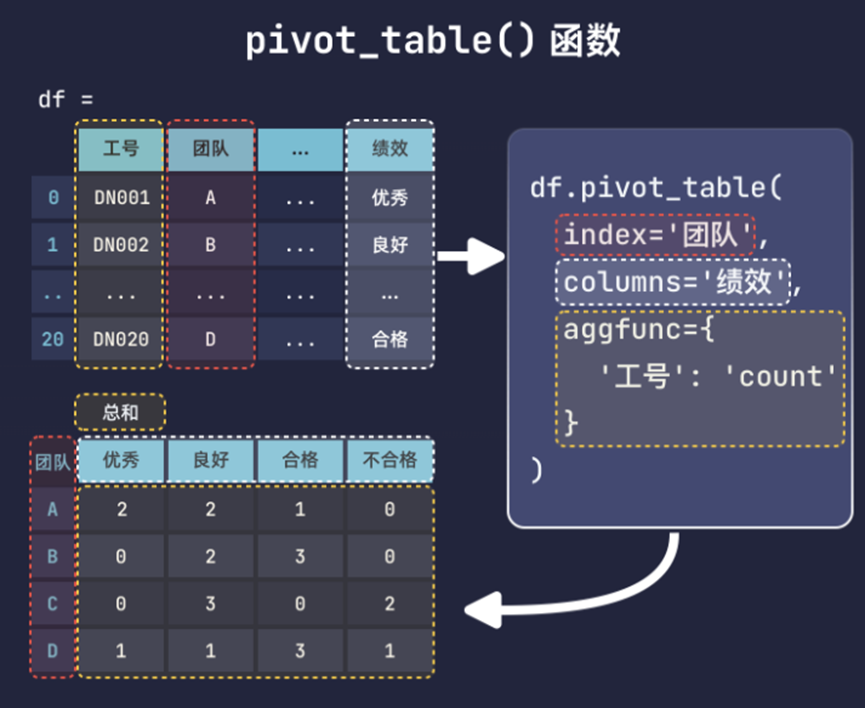 pivot_table() 函数
df =
工号 团队 ... 绩效
0 DN001 A ... 优秀
1 DN002 B ... 良好
.. ... ... ... ...
20 DN020 D ... 合格
df.pivot_table(
index='团队',
columns='绩效',
aggfunc={
'工号': 'count'
}
)
总和
团队 优秀 良好 合格 不合格
A 2 2 1 0
B 0 2 3 0
C 0 3 0 2
D 1 1 3 1